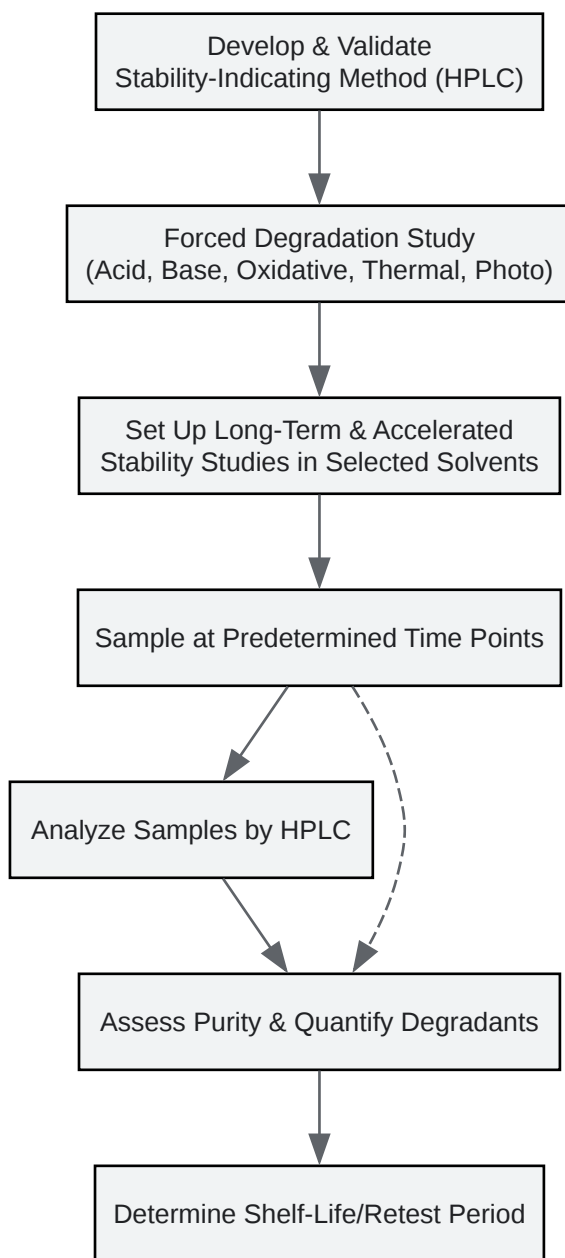 Develop & Validate
Stability-Indicating Method (HPLC)
Forced Degradation Study
(Acid, Base, Oxidative, Thermal, Photo)
Set Up Long-Term & Accelerated
Stability Studies in Selected Solvents
Sample at Predetermined Time Points
Analyze Samples by HPLC
Assess Purity & Quantify Degradants
Determine Shelf-Life/Retest Period